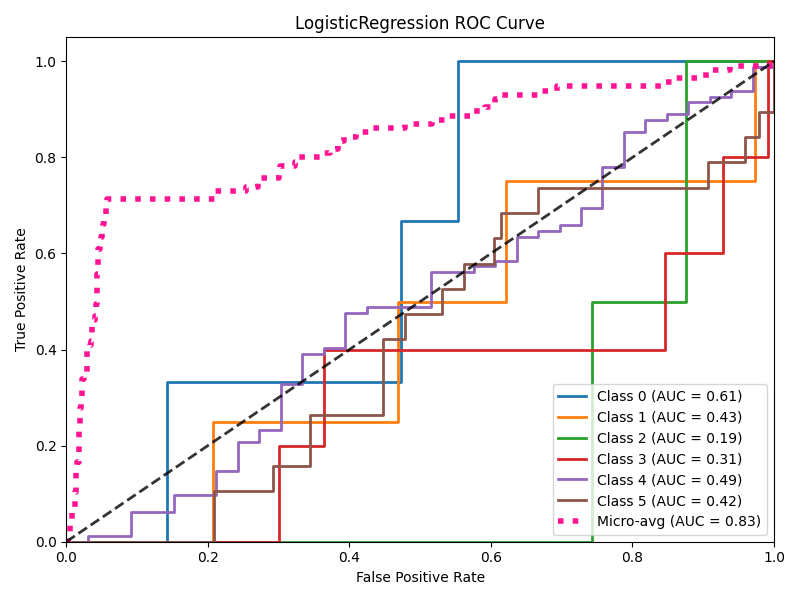 LogisticRegression ROC Curve
True Positive Rate
1.0
0.8
0.6
0.4
0.2
0.0
Class 0 (AUC = 0.61)
Class 1 (AUC = 0.43)
Class 2 (AUC = 0.19)
Class 3 (AUC = 0.31)
Class 4 (AUC = 0.49)
Class 5 (AUC = 0.42)
Micro-avg (AUC = 0.83)
0.0 0.2 0.4 0.6 0.8 1.0
False Positive Rate